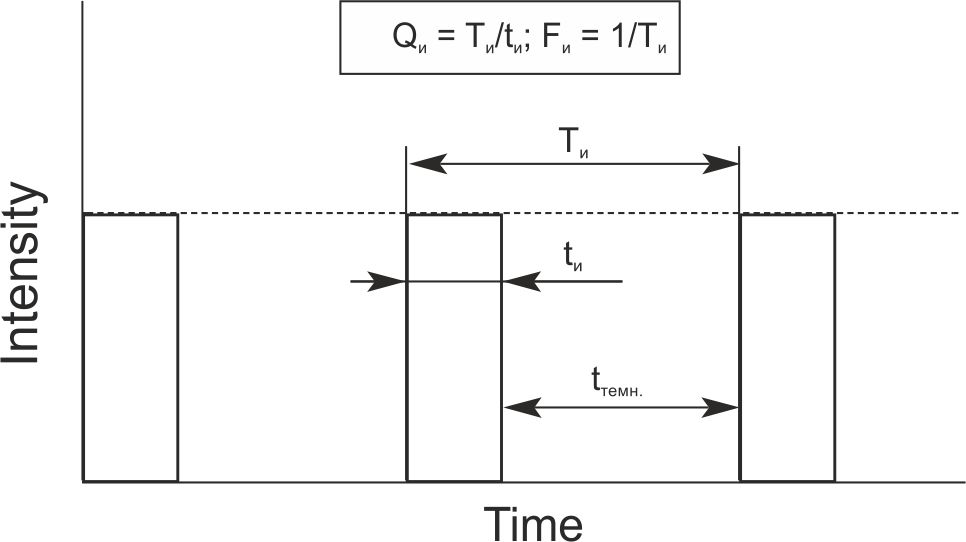 Qи = Tи/tи; Fи = 1/Tи
Tи
tи
tтемн.
Intensity
Time